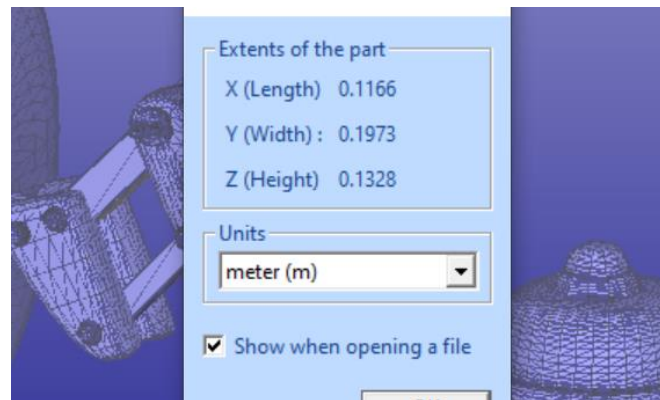 Extents of the part
X (Length) 0.1166
Y (Width) : 0.1973
Z (Height) 0.1328
Units
meter (m)
Show when opening a file